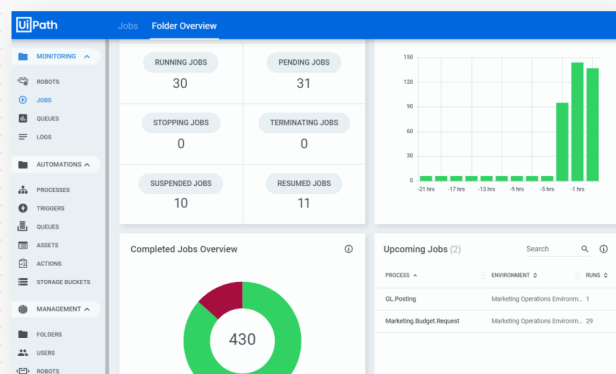 UiPath
Jobs Folder Overview
MONITORING
ROBOTS
JOBS
QUEUES
LOGS
AUTOMATIONS
PROCESSES
TRIGGERS
QUEUES
ASSETS
ACTIONS
STORAGE BUCKETS
MANAGEMENT
FOLDERS
USERS
ROBOTS
RUNNING JOBS PENDING JOBS
30 31
STOPPING JOBS TERMINATING JOBS
0 0
SUSPENDED JOBS RESUMED JOBS
10 11
150
120
90
60
30
0
-21 hrs -17 hrs -13 hrs -9 hrs -5 hrs -1 hrs
Completed Jobs Overview
430
Upcoming Jobs (2) Search
PROCESS ENVIRONMENT RUNS
GL.Posting Marketing Operations Environm... 1
Marketing.Budget.Request Marketing Operations Environm... 29